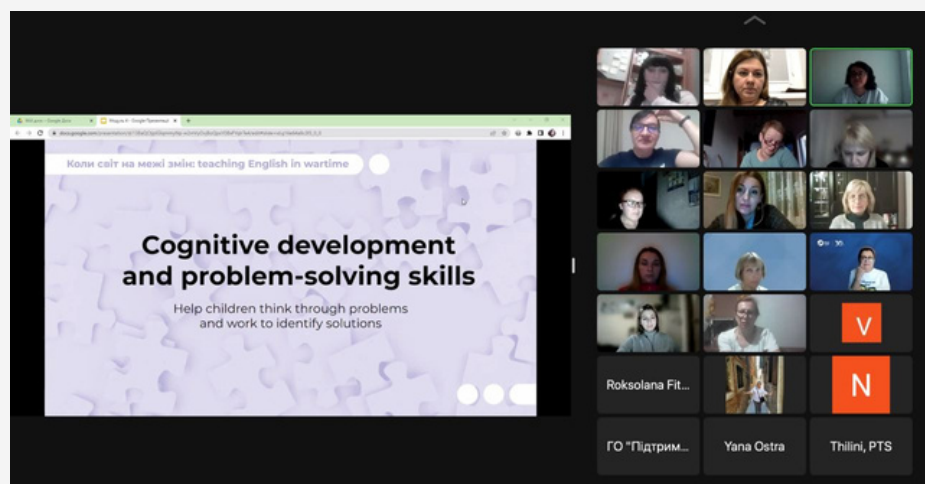 Коли світ на межі змін: teaching English in wartime
Cognitive development
and problem-solving skills
Help children think through problems
and work to identify solutions
V
Roksolana Fit...
N
ГО "Підтрим...
Yana Ostra
Thilini, PTS